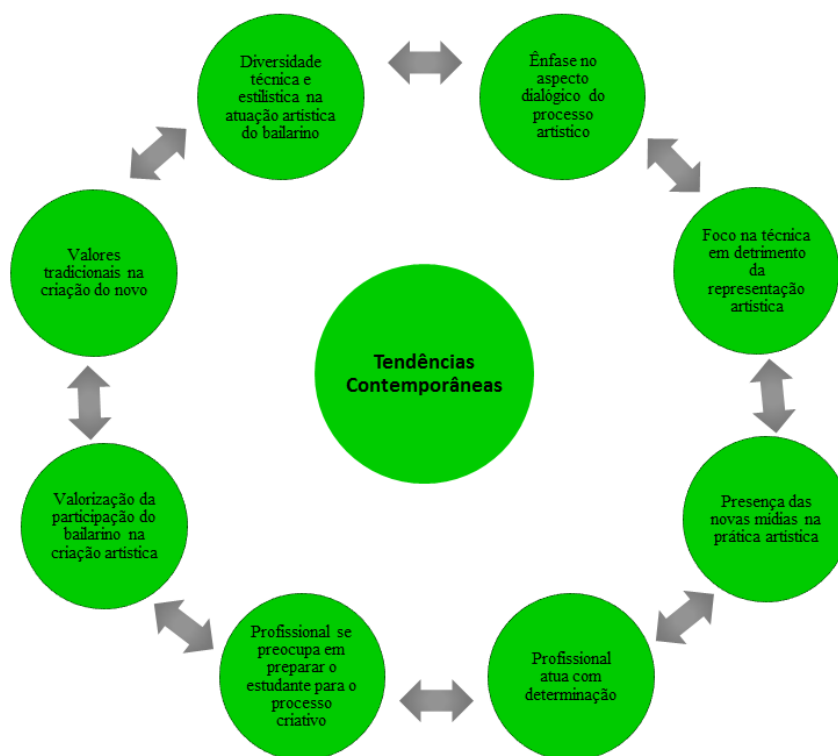 Diversidade
técnica e
estilística na
atuação artística
do bailarino
Ênfase no
aspecto
dialógico do
processo
artístico
Foco na técnica
em detrimento
da
representação
artística
Presença das
novas mídias na
prática artística
Profissional
atua com
determinação
Profissional se
preocupa em
preparar o
estudante para o
processo
criativo
Valorização da
participação do
bailarino na
criação artística
Valores
tradicionais na
criação do novo
Tendências
Contemporâneas